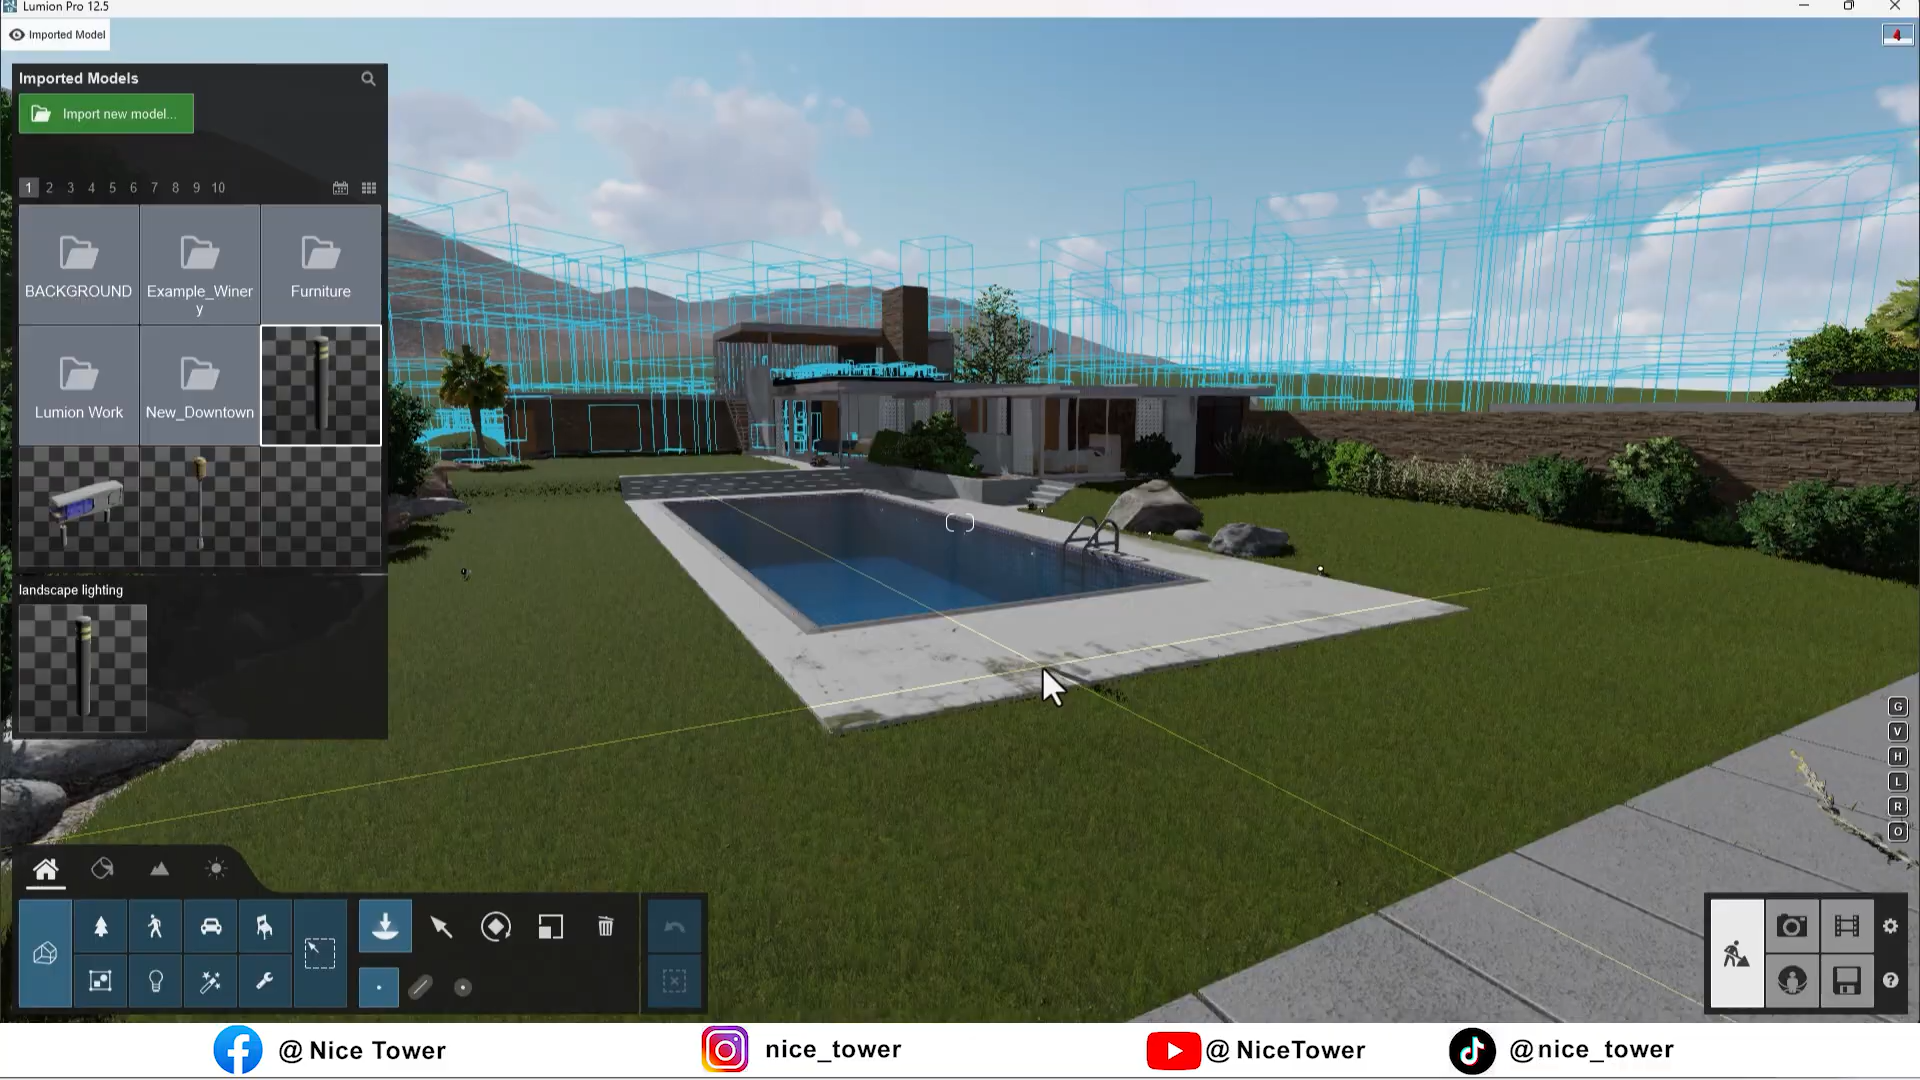 Lumion Pro 12.5
Imported Model
Imported Models
Import new model...
1 2 3 4 5 6 7 8 9 10
BACKGROUND
Example_Winer
y
Furniture
Lumion Work
New_Downtown
landscape lighting
G
V
H
L
R
O
@ Nice Tower
nice_tower
@ NiceTower
@nice_tower